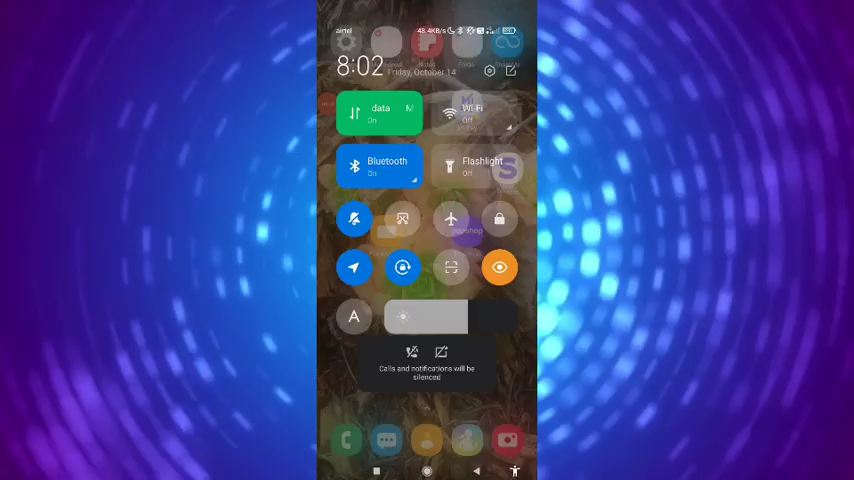 airtel
48.4KB/s
8:02 Friday, October 14
data M
On
Wi-Fi
Off
Bluetooth
On
Flashlight
Off
A
Calls and notifications will be
silenced